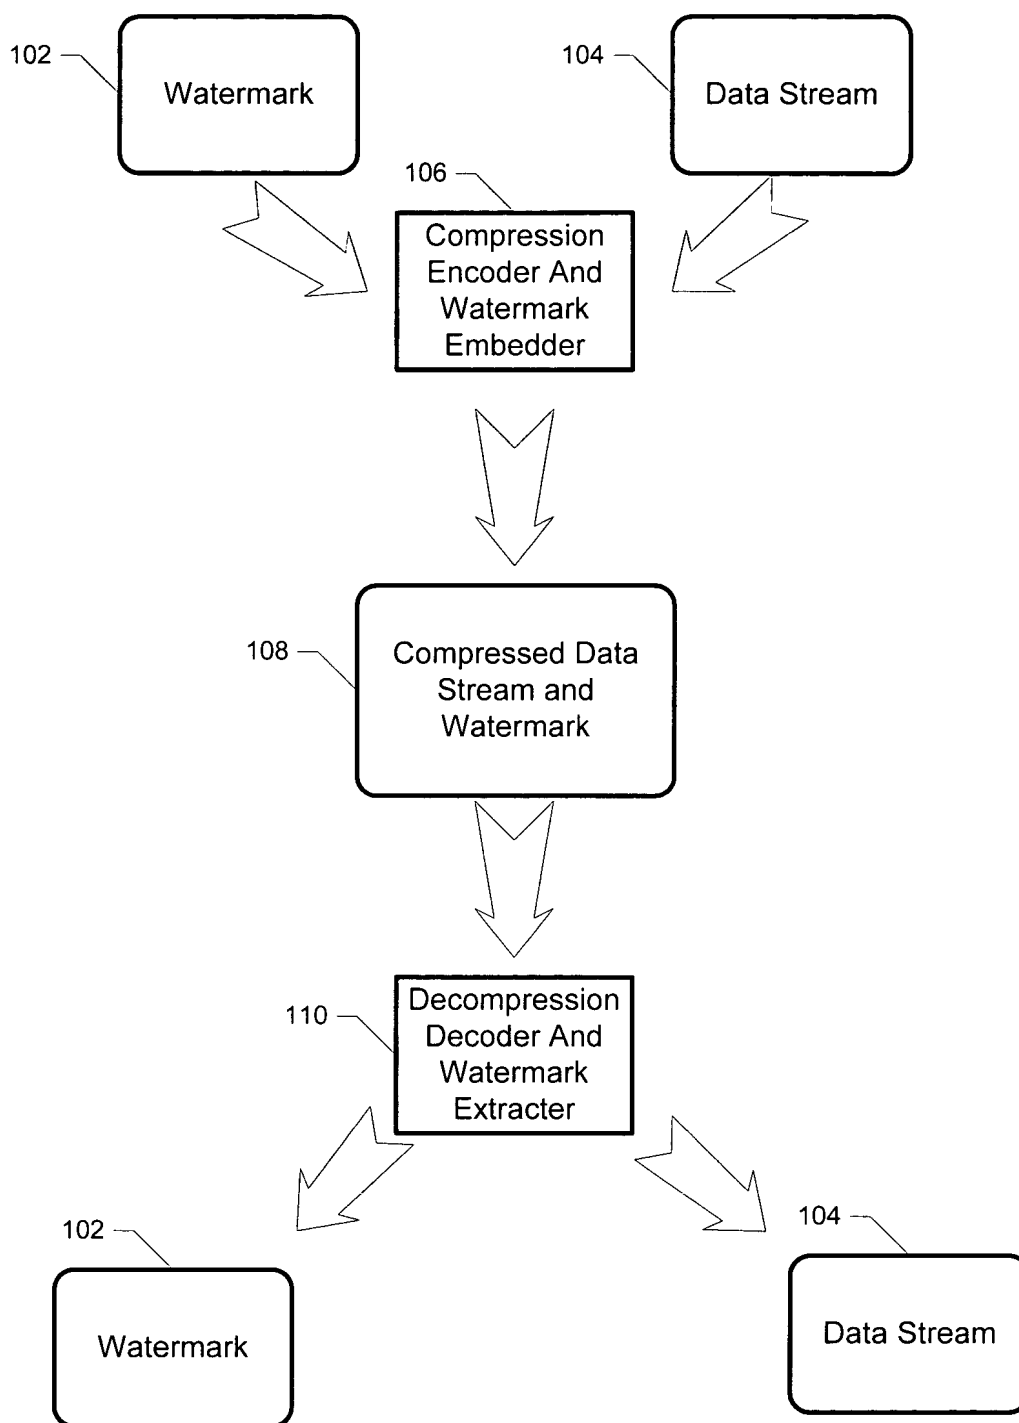 102
Watermark
104
Data Stream
106
Compression
Encoder And
Watermark
Embedder
108
Compressed Data
Stream and
Watermark
110
Decompression
Decoder And
Watermark
Extracter
102
Watermark
104
Data Stream